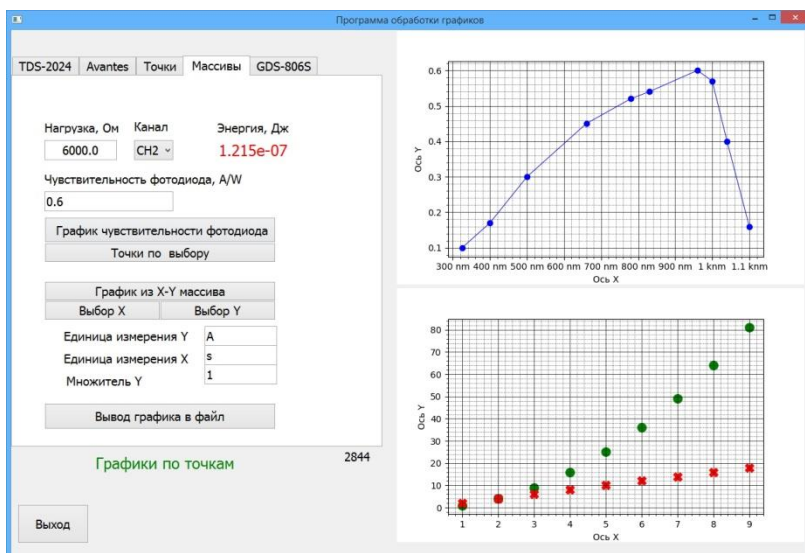 Программа обработки графиков
TDS-2024 Avantes Точки Массивы GDS-806S
Нагрузка, Ом Канал Энергия, Дж
6000.0 CH2 1.215e-07
Чувствительность фотодиода, A/W
0.6
График чувствительности фотодиода
Точки по выбору
График из X-Y массива
Выбор X Выбор Y
Единица измерения Y A
Единица измерения X s
Множитель Y 1
Вывод графика в файл
Графики по точкам 2844
Выход
0.6
0.5
0.4
0.3
0.2
0.1
Ось Y
300 nm 400 nm 500 nm 600 nm 700 nm 800 nm 900 nm 1 knm 1.1 knm
Ось X
80
70
60
50
40
30
20
10
0
Ось Y
1 2 3 4 5 6 7 8 9
Ось X